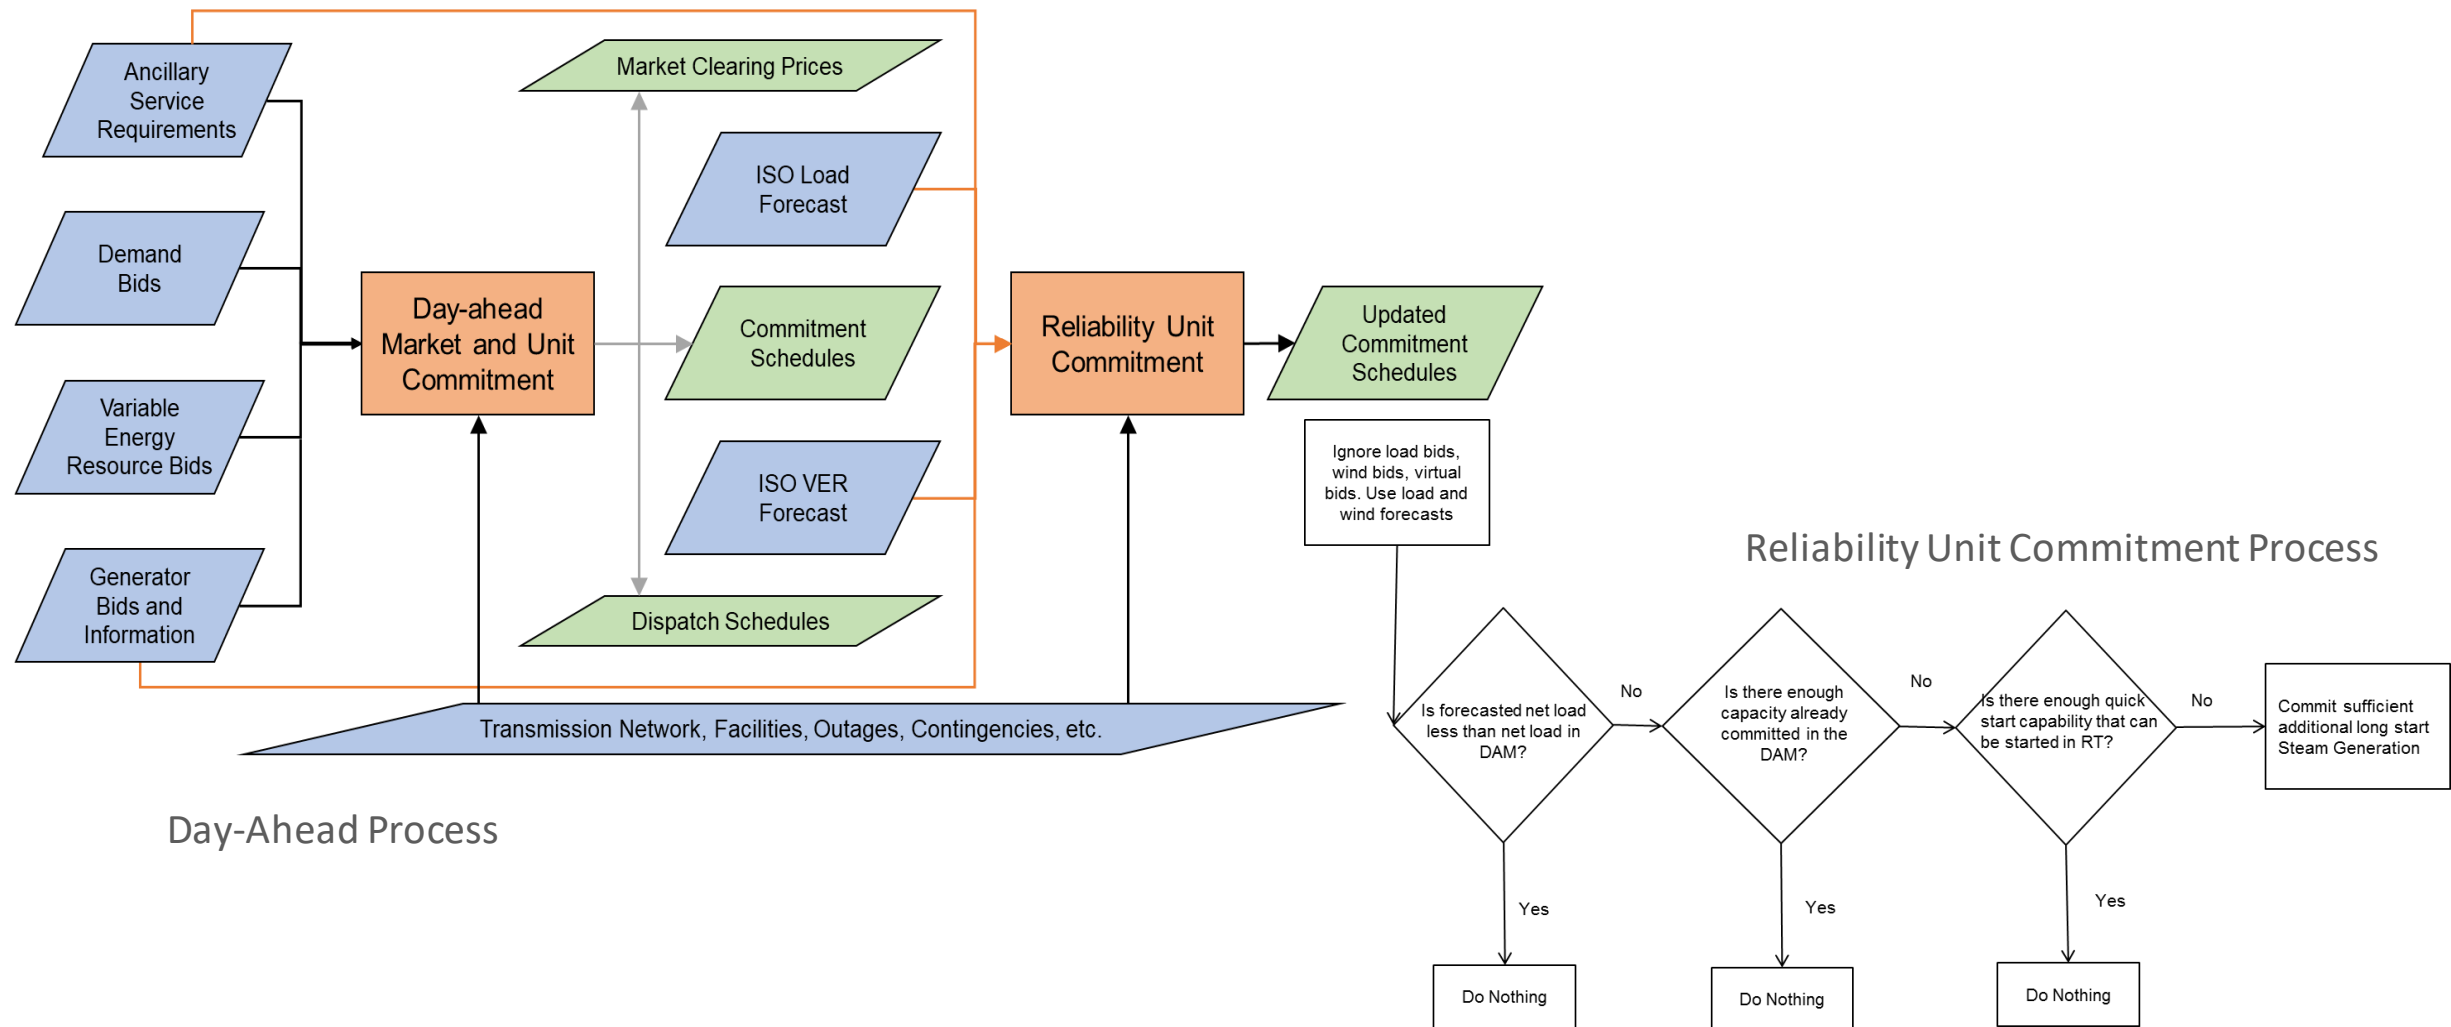 Ancillary
Service
Requirements
Demand
Bids
Variable
Energy
Resource Bids
Generator
Bids and
Information
Day-ahead
Market and Unit
Commitment
Market Clearing Prices
ISO Load
Forecast
Commitment
Schedules
ISO VER
Forecast
Dispatch Schedules
Reliability Unit
Commitment
Updated
Commitment
Schedules
Transmission Network, Facilities, Outages, Contingencies, etc.
Day-Ahead Process
Reliability Unit Commitment Process
Ignore load bids,
wind bids, virtual
bids. Use load and
wind forecasts
Is forecasted net load
less than net load in
DAM?
No
Is there enough
capacity already
committed in the
DAM?
No
Is there enough quick
start capability that can
be started in RT?
No
Commit sufficient
additional long start
Steam Generation
Yes
Yes
Yes
Do Nothing
Do Nothing
Do Nothing